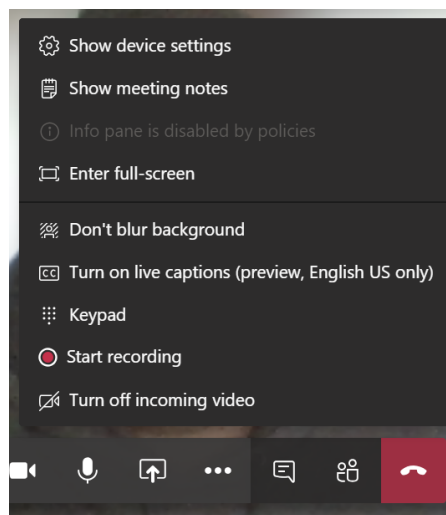 Show device settings
Show meeting notes
Info pane is disabled by policies
Enter full-screen
Don't blur background
CC Turn on live captions (preview, English US only)
Keypad
Start recording
Turn off incoming video